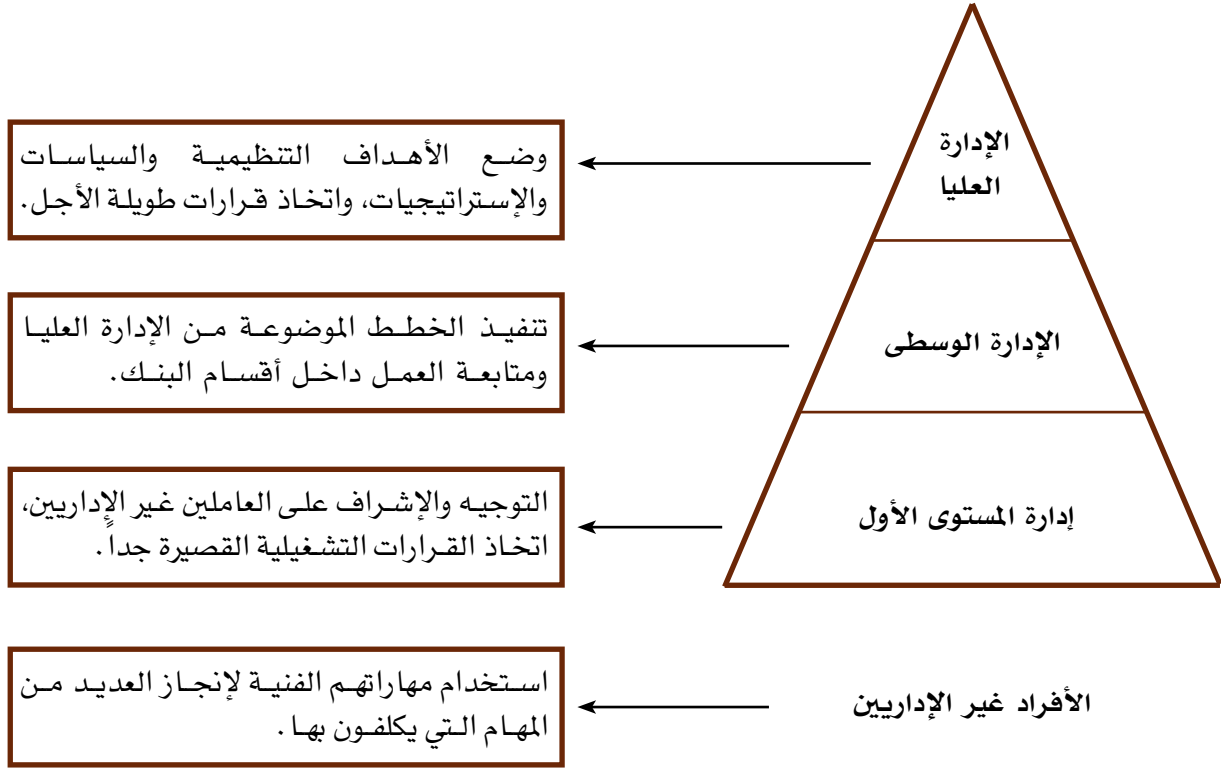 الإدارة
العليا
وضع الأهداف التنظيمية والسياسات
والإستراتيجيات، واتخاذ قرارات طويلة الأجل.
الإدارة الوسطى
تنفيذ الخطط الموضوعة من الإدارة العليا
ومتابعة العمل داخل أقسام البنك.
إدارة المستوى الأول
التوجيه والإشراف على العاملين غير الإداريين،
اتخاذ القرارات التشغيلية القصيرة جداً.
الأفراد غير الإداريين
استخدام مهاراتهم الفنية لإنجاز العديد من
المهام التي يكلفون بها.